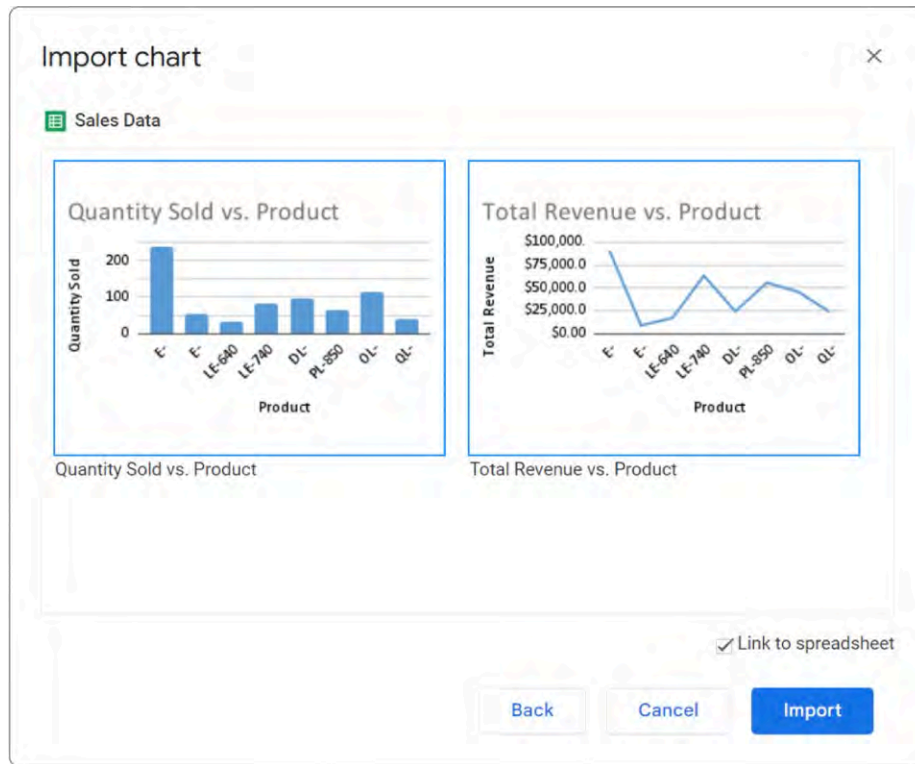 Import chart
Sales Data
Quantity Sold vs. Product
Quantity Sold
200
100
0
E-
E-
LE-640
LE-740
DL-
PL-850
OL-
QL-
Product
Quantity Sold vs. Product
Total Revenue vs. Product
Total Revenue
$100,000.
$75,000.0
$50,000.0
$25,000.0
$0.00
E-
E-
LE-640
LE-740
DL-
PL-850
OL-
QL-
Product
Total Revenue vs. Product
Link to spreadsheet
Back
Cancel
Import